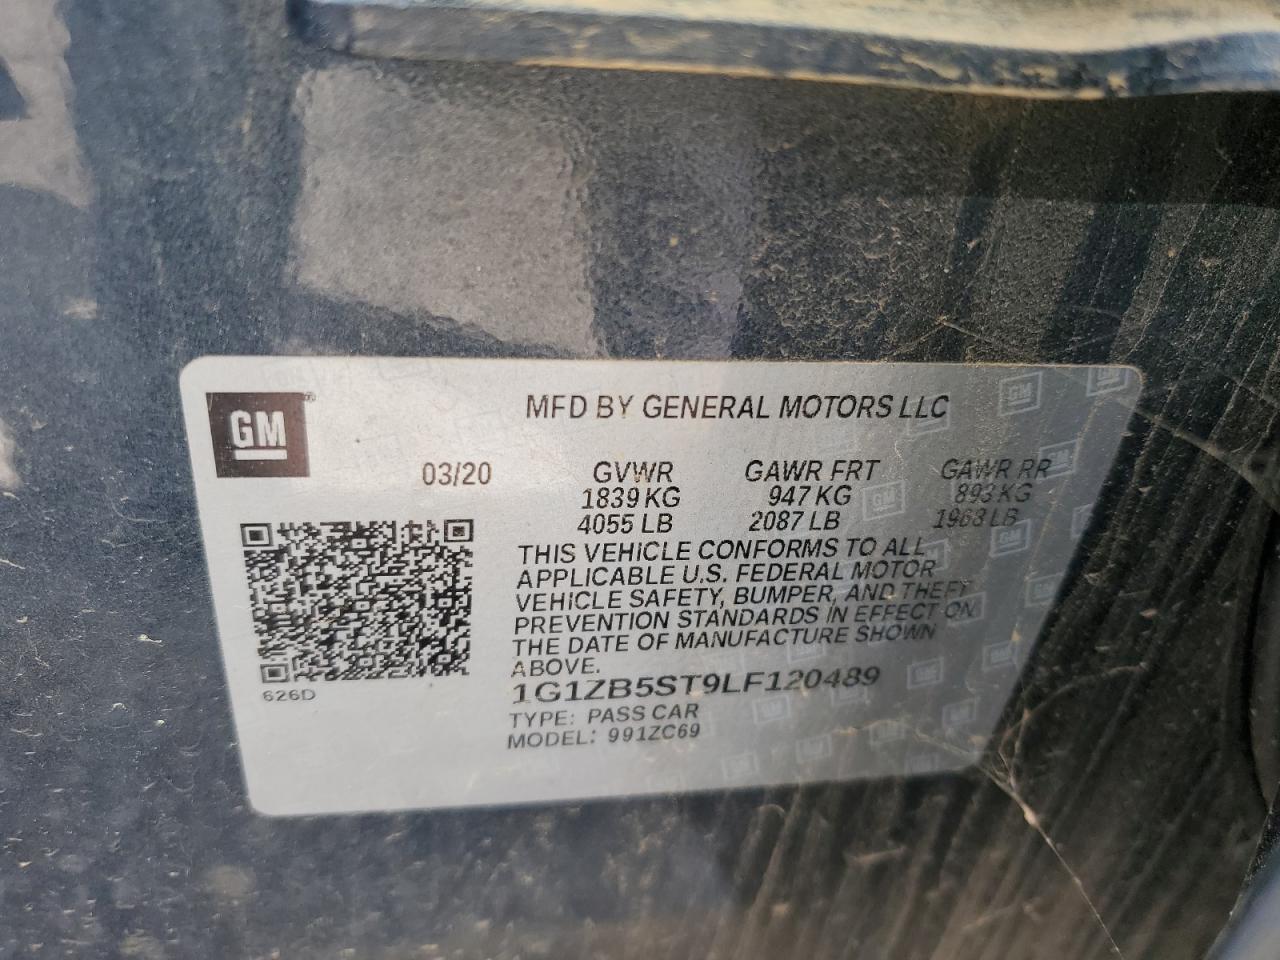 GM
MFD BY GENERAL MOTORS LLC
03/20 GVWR GAWR FRT GAWR RR
1839 KG 947 KG 893 KG
4055 LB 2087 LB 1968 LB
THIS VEHICLE CONFORMS TO ALL
APPLICABLE U.S. FEDERAL MOTOR
VEHICLE SAFETY, BUMPER, AND THEFT
PREVENTION STANDARDS IN EFFECT ON
THE DATE OF MANUFACTURE SHOWN
ABOVE.
626D
1G1ZB5ST9LF120489
TYPE: PASS CAR
MODEL: 991ZC69